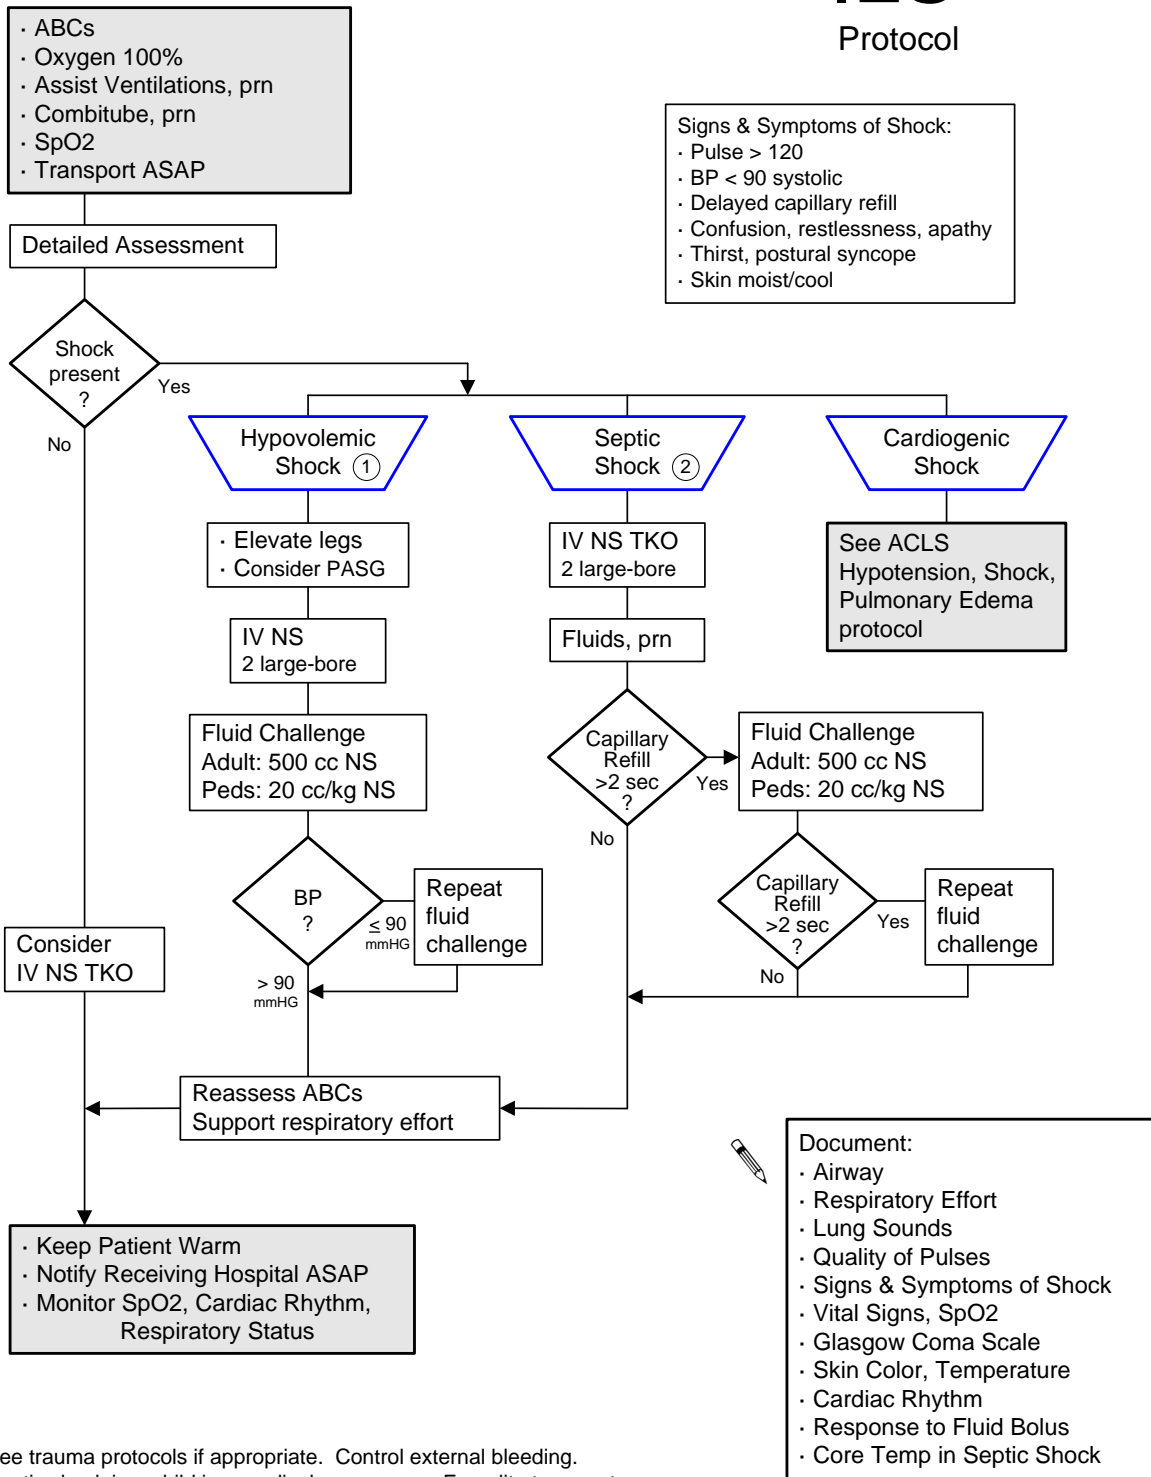 Protocol
· ABCs
· Oxygen 100%
· Assist Ventilations, prn
· Combitube, prn
· SpO2
· Transport ASAP
Signs & Symptoms of Shock:
· Pulse > 120
· BP < 90 systolic
· Delayed capillary refill
· Confusion, restlessness, apathy
· Thirst, postural syncope
· Skin moist/cool
Detailed Assessment
Shock
present
?
Yes
No
Hypovolemic
Shock 1
Septic
Shock 2
Cardiogenic
Shock
· Elevate legs
· Consider PASG
IV NS
2 large-bore
Fluid Challenge
Adult: 500 cc NS
Peds: 20 cc/kg NS
BP
?
≤ 90
mmHG
Repeat
fluid
challenge
> 90
mmHG
IV NS TKO
2 large-bore
Fluids, prn
Capillary
Refill
>2 sec
?
Yes
No
Fluid Challenge
Adult: 500 cc NS
Peds: 20 cc/kg NS
Capillary
Refill
>2 sec
?
Yes
No
Repeat
fluid
challenge
See ACLS
Hypotension, Shock,
Pulmonary Edema
protocol
Consider
IV NS TKO
Reassess ABCs
Support respiratory effort
· Keep Patient Warm
· Notify Receiving Hospital ASAP
· Monitor SpO2, Cardiac Rhythm,
Respiratory Status
Document:
· Airway
· Respiratory Effort
· Lung Sounds
· Quality of Pulses
· Signs & Symptoms of Shock
· Vital Signs, SpO2
· Glasgow Coma Scale
· Skin Color, Temperature
· Cardiac Rhythm
· Response to Fluid Bolus
· Core Temp in Septic Shock
ee trauma protocols if appropriate. Control external bleeding.